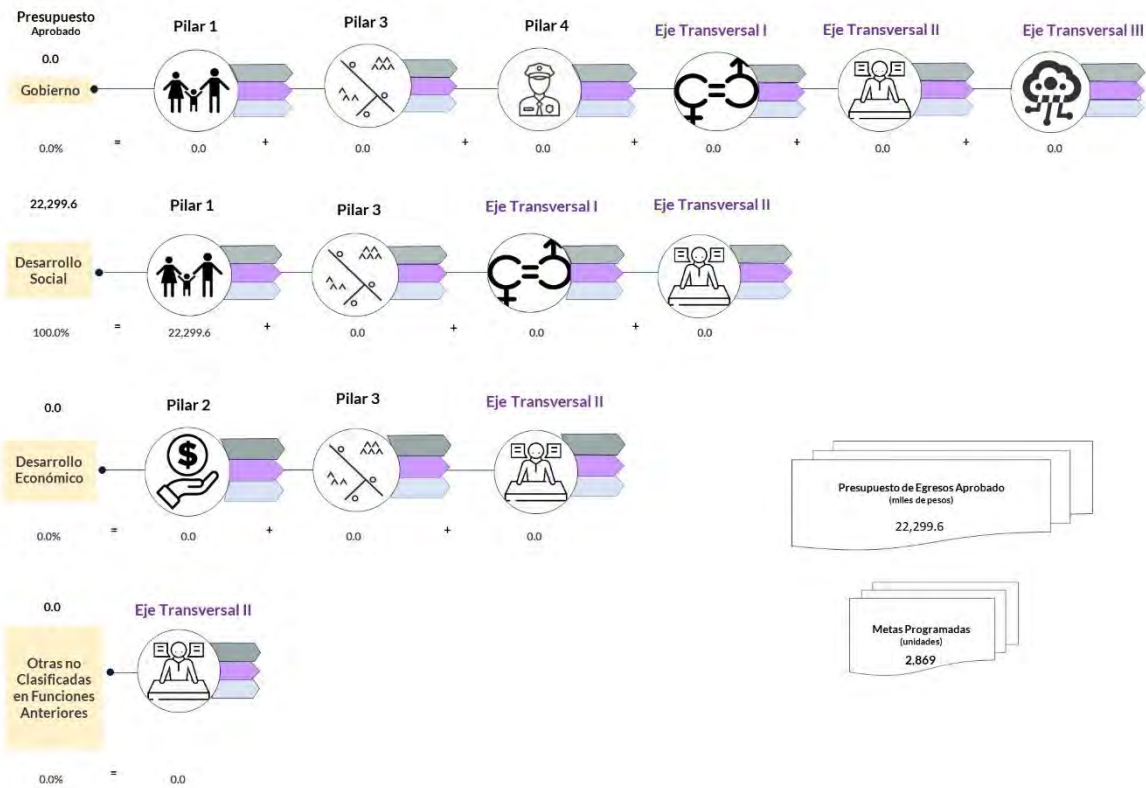 Presupuesto
Aprobado
0.0
Gobierno
0.0%
=
Pilar 1
0.0
+
Pilar 3
0.0
+
Pilar 4
0.0
+
Eje Transversal I
0.0
+
Eje Transversal II
0.0
+
Eje Transversal III
0.0
22,299.6
Desarrollo
Social
100.0%
=
Pilar 1
22,299.6
+
Pilar 3
0.0
+
Eje Transversal I
0.0
+
Eje Transversal II
0.0
0.0
Desarrollo
Económico
0.0%
=
Pilar 2
$
0.0
+
Pilar 3
0.0
+
Eje Transversal II
0.0
Presupuesto de Egresos Aprobado
(miles de pesos)
22,299.6
Metas Programadas
(unidades)
2,869
0.0
Otras no
Clasificadas
en Funciones
Anteriores
0.0%
=
Eje Transversal II
0.0